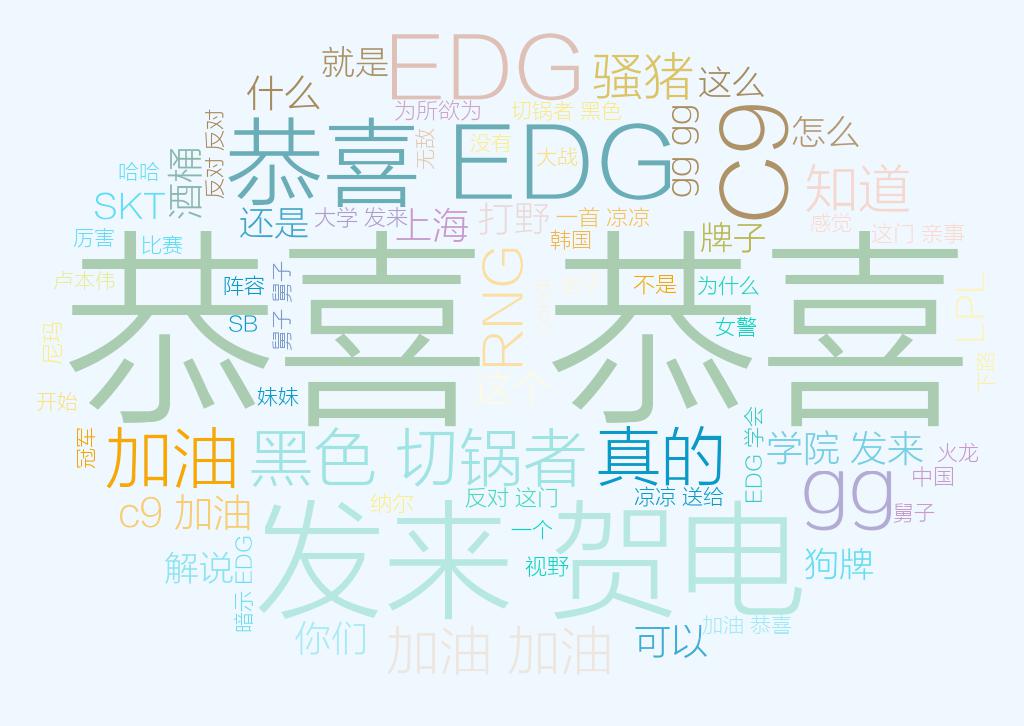 就是
EDG
骚猪
这么
什么
为所欲为
切锅者 黑色
C9
怎么
gg gg
反对 反对
酒桶
恭喜 EDG
无敌
没有
大战
哈哈
知道
SKT
还是
大学 发来
上海
打野
一首 凉凉
感觉
这门 亲事
厉害
比赛
韩国
牌子
恭喜 恭喜
卢本伟
阵容
舅子 舅子
RNG
不是
为什么
LPL
SB
女警
尼玛
这个
下路
开始
妹妹
冠军
加油
黑色 切锅者
真的
EDG 学会
学院 发来
火龙
中国
gg
舅子
c9 加油
纳尔
反对 这门
凉凉 送给
发来 贺电
一个
视野
解说
暗示 EDG
狗牌
你们
加油 加油
可以
加油 恭喜